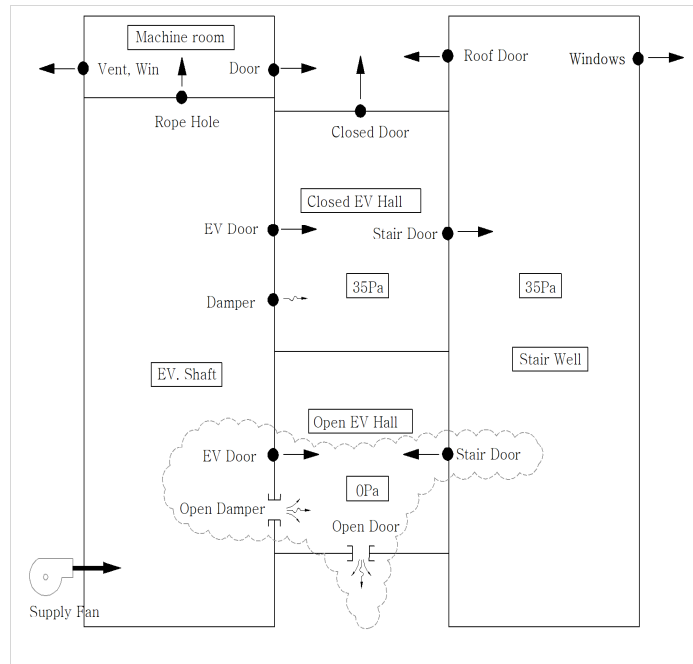 Machine room
Vent, Win
Door
Roof Door
Windows
Rope Hole
Closed Door
Closed EV Hall
EV Door
Stair Door
35Pa
35Pa
Damper
Stair Well
EV. Shaft
Open EV Hall
EV Door
Stair Door
0Pa
Open Damper
Open Door
Supply Fan